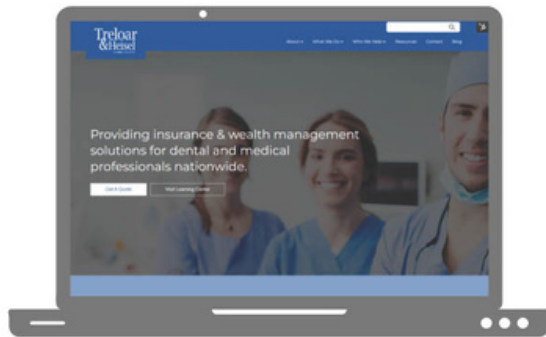 Treloar
&Heisel
About What We Do Who We Help Resources Contact Blog
Providing insurance & wealth management
solutions for dental and medical
professionals nationwide.
Get A Quote Visit Learning Center